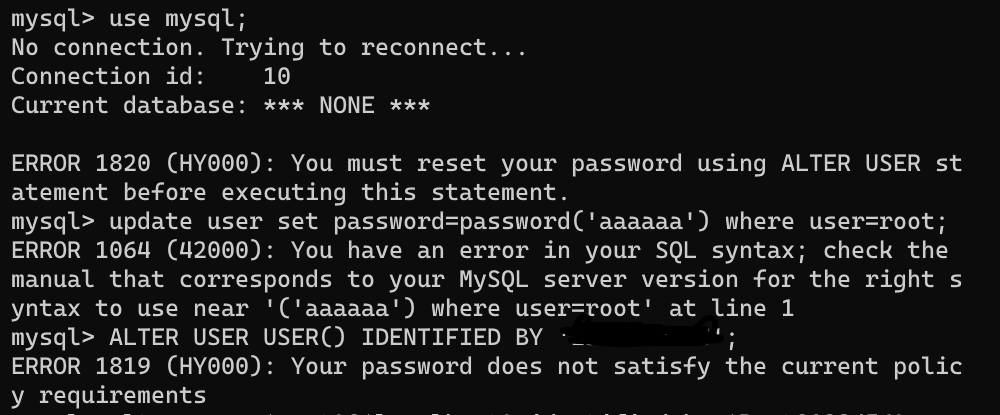 mysql> use mysql;
No connection. Trying to reconnect...
Connection id:    10
Current database: *** NONE ***
ERROR 1820 (HY000): You must reset your password using ALTER USER st
atement before executing this statement.
mysql> update user set password=password('aaaaaa') where user=root;
ERROR 1064 (42000): You have an error in your SQL syntax; check the
manual that corresponds to your MySQL server version for the right s
yntax to use near '('aaaaaa') where user=root' at line 1
mysql> ALTER USER USER() IDENTIFIED BY ;
ERROR 1819 (HY000): Your password does not satisfy the current polic
y requirements